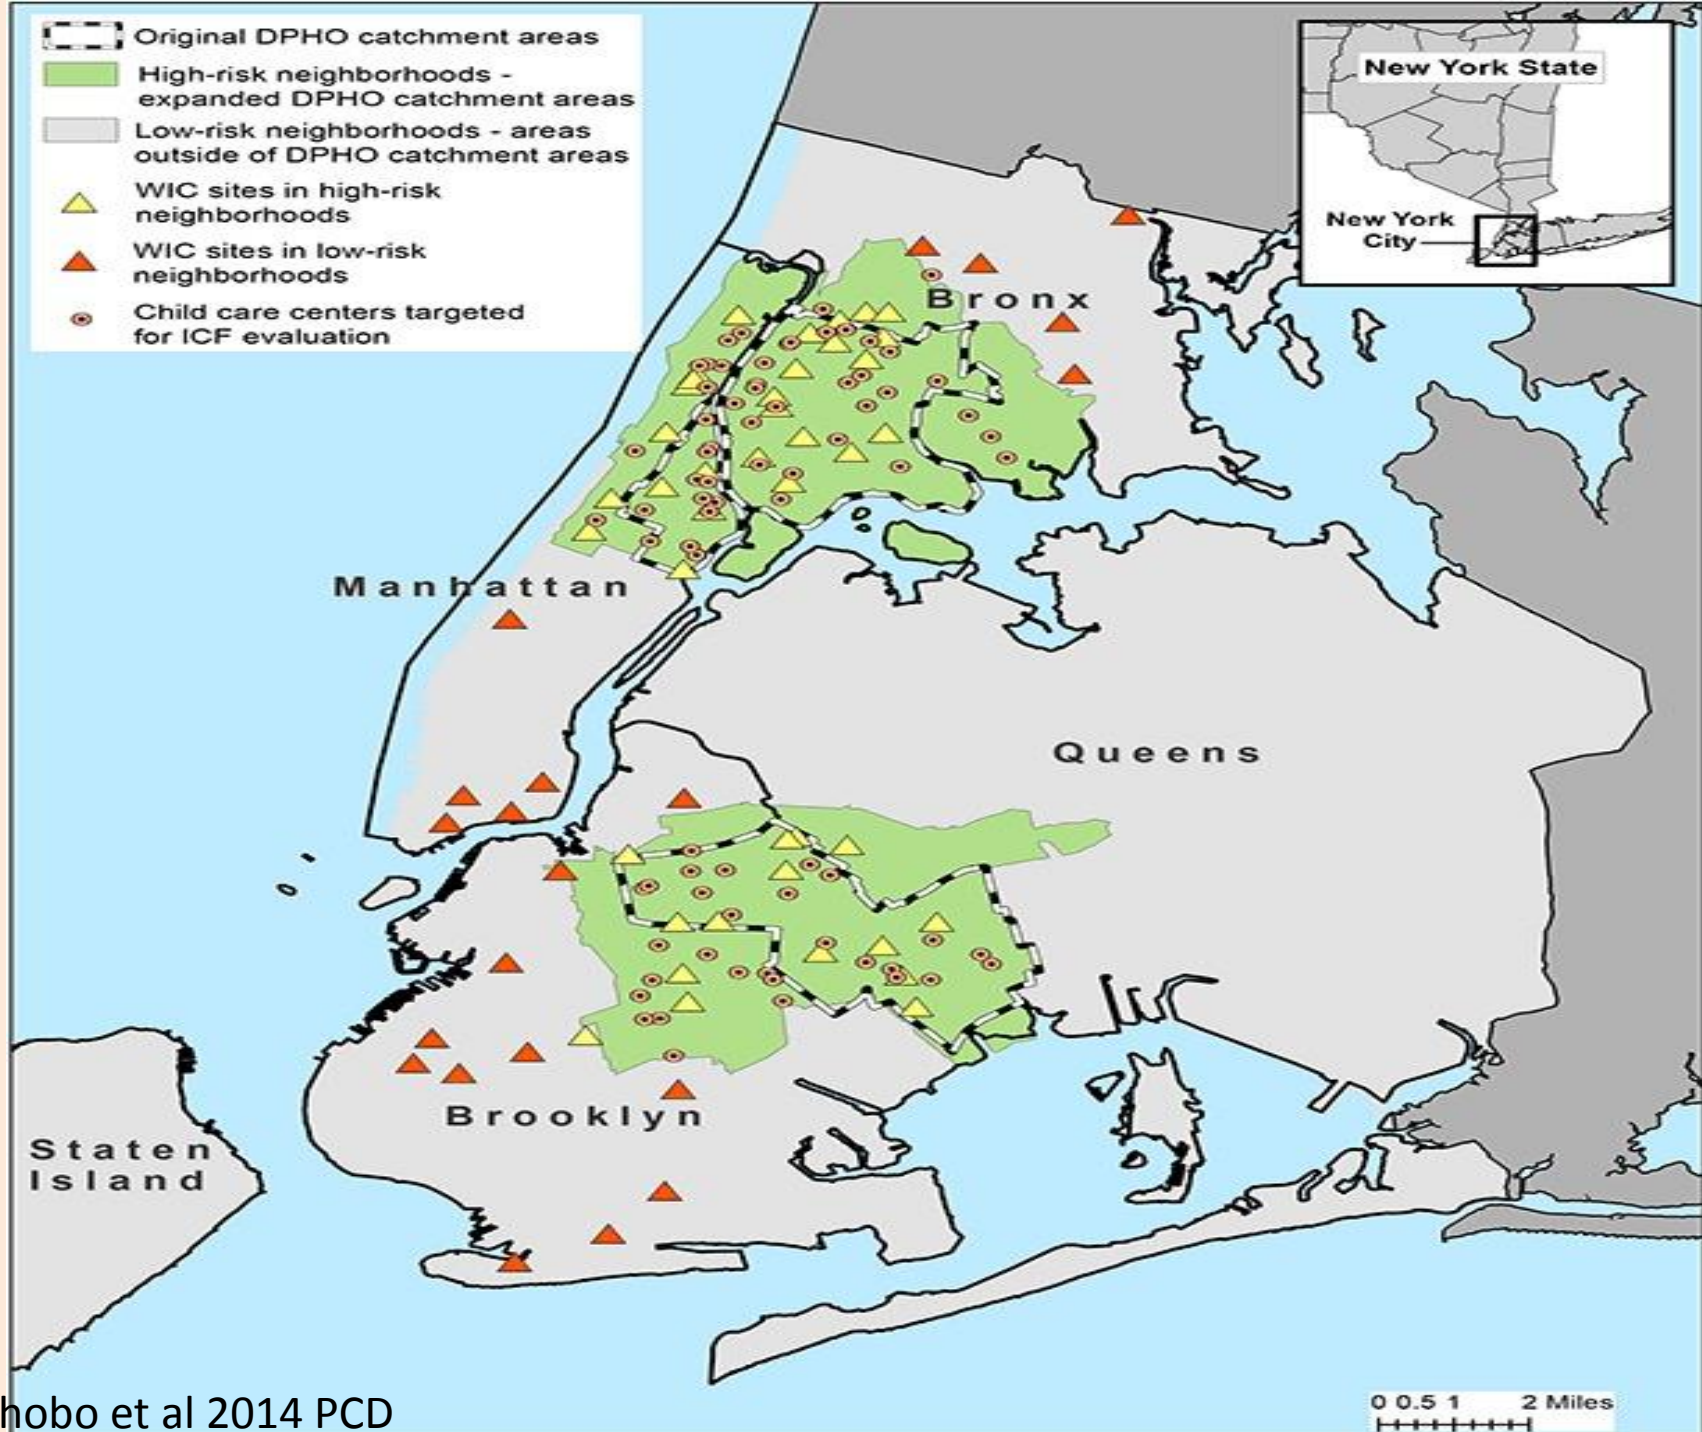 Original DPHO catchment areas
High-risk neighborhoods -
expanded DPHO catchment areas
Low-risk neighborhoods - areas
outside of DPHO catchment areas
WIC sites in high-risk
neighborhoods
WIC sites in low-risk
neighborhoods
Child care centers targeted
for ICF evaluation
New York State
New York
City
Bronx
Manhattan
Queens
Brooklyn
Staten
Island
hobo et al 2014 PCD
0 0.5 1 2 Miles